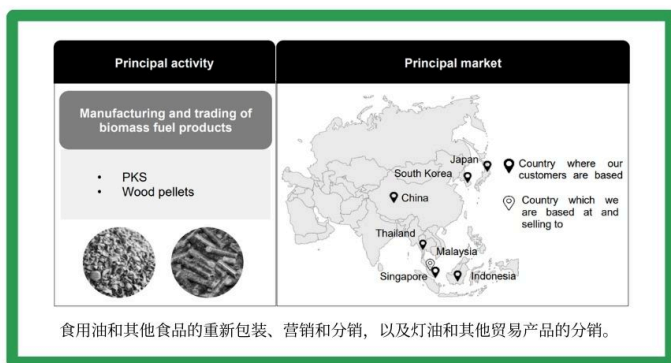 Principal activity
Principal market
Manufacturing and trading of
biomass fuel products
• PKS
• Wood pellets
Japan
South Korea
China
Thailand
Malaysia
Singapore
Indonesia
Country where our
customers are based
Country which we
are based at and
selling to
食用油和其他食品的重新包装、营销和分销，以及灯油和其他贸易产品的分销。